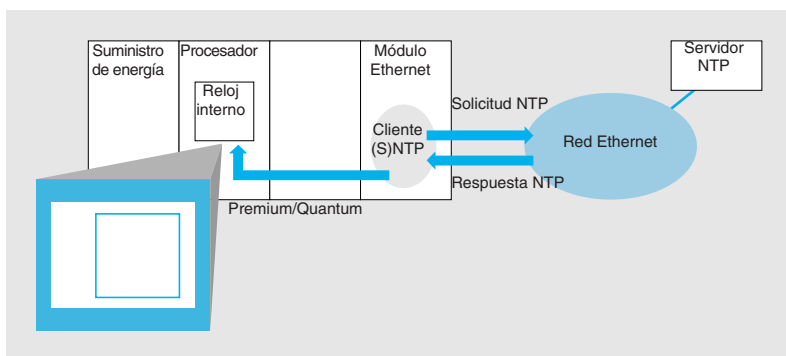 Suministro
de energía
Procesador
Reloj
interno
Módulo
Ethernet
Cliente
(S)NTP
Solicitud NTP
Respuesta NTP
Red Ethernet
Servidor
NTP
Premium/Quantum